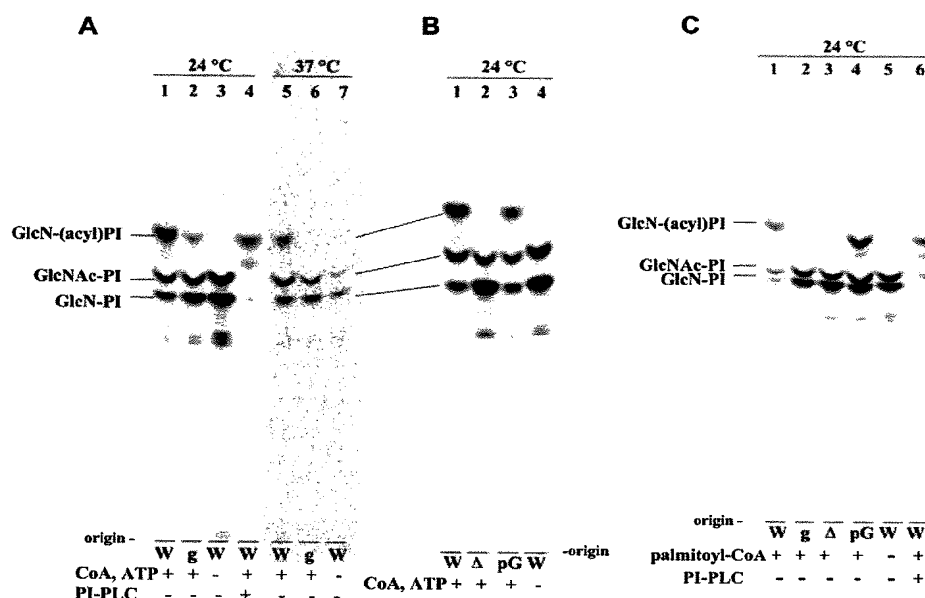 A B C
24 °C 37 °C 24 °C 24 °C
1 2 3 4 5 6 7 1 2 3 4 1 2 3 4 5 6
GlcN-(acyl)PI
GlcNAc-PI
GlcN-PI
GlcN-(acyl)PI
GlcNAc-PI
GlcN-PI
origin - W g W W W g W
CoA, ATP + + - + + + -
PI-PLC - - - + - - -
W Δ pG W -origin
CoA, ATP + + + -
origin - W g Δ pG W W
palmitoyl-CoA + + + + - +
PI-PLC - - - - - +